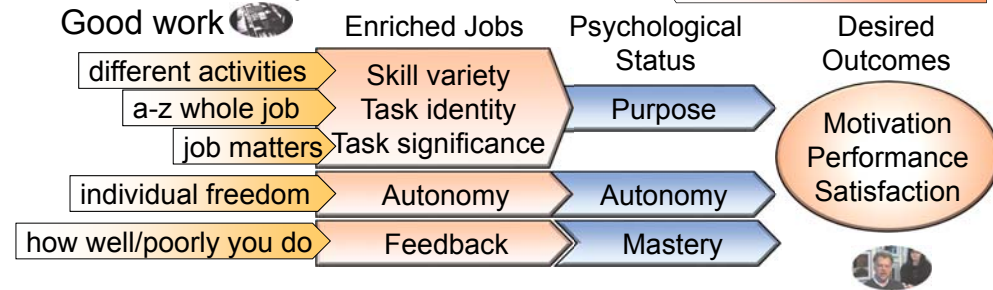 Good work
Enriched Jobs
Psychological
Status
Desired
Outcomes
different activities
a-z whole job
job matters
Skill variety
Task identity
Task significance
Purpose
individual freedom
Autonomy
Autonomy
how well/poorly you do
Feedback
Mastery
Motivation
Performance
Satisfaction